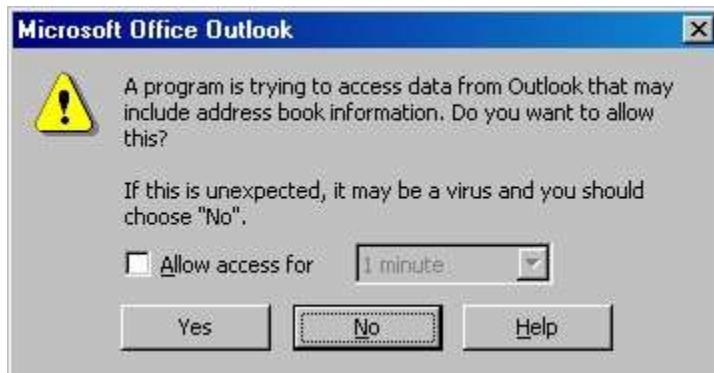 Microsoft Office Outlook
A program is trying to access data from Outlook that may
include address book information. Do you want to allow
this?
If this is unexpected, it may be a virus and you should
choose "No".
Allow access for 1 minute
Yes No Help